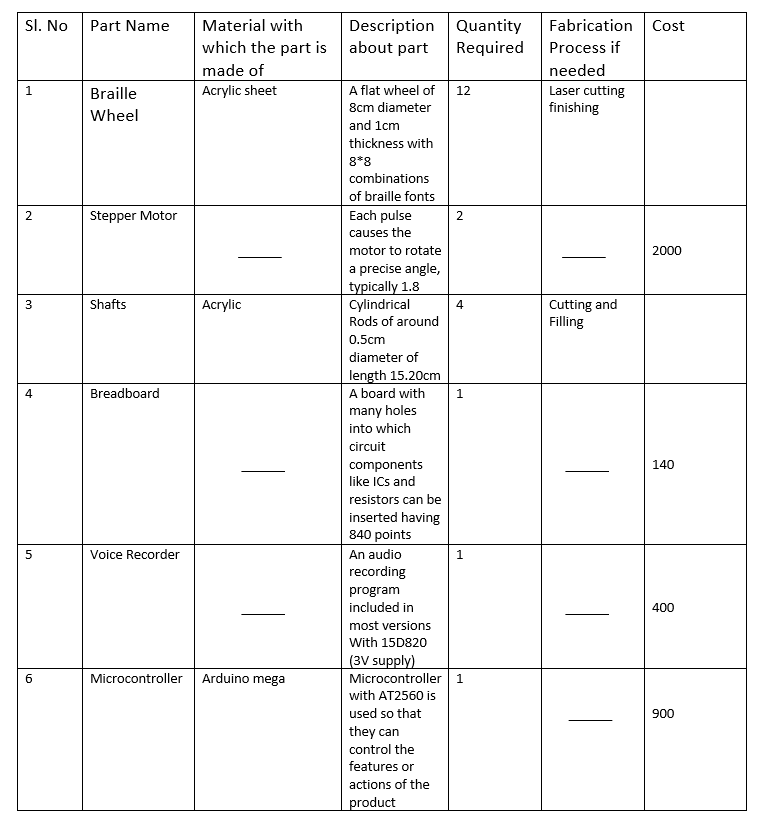 Sl. No
Part Name
Material with
which the part is
made of
Description
about part
Quantity
Required
Fabrication
Process if
needed
Cost
1
Braille
Wheel
Acrylic sheet
A flat wheel of
8cm diameter
and 1cm
thickness with
8*8
combinations
of braille fonts
12
Laser cutting
finishing
2
Stepper Motor
Each pulse
causes the
motor to rotate
a precise angle,
typically 1.8
2
2000
3
Shafts
Acrylic
Cylindrical
Rods of around
0.5cm
diameter of
length 15.20cm
4
Cutting and
Filling
4
Breadboard
A board with
many holes
into which
circuit
components
like ICs and
resistors can be
inserted having
840 points
1
140
5
Voice Recorder
An audio
recording
program
included in
most versions
With 15D820
(3V supply)
1
400
6
Microcontroller
Arduino mega
Microcontroller
with AT2560 is
used so that
they can
control the
features or
actions of the
product
1
900